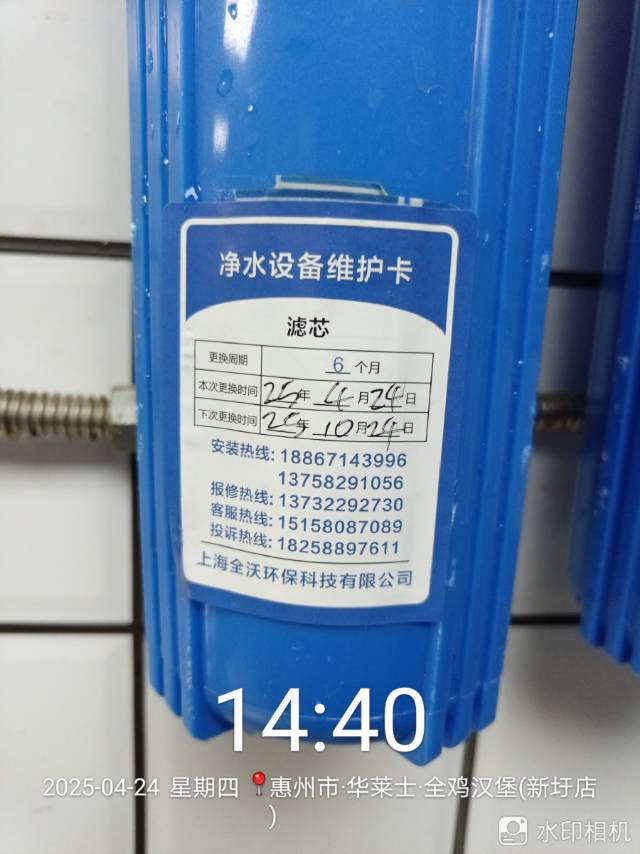 净水设备维护卡
滤芯
更换周期 6 个月
本次更换时间 25年 4月24日
下次更换时间 25年 10月24日
安装热线: 18867143996
13758291056
报修热线: 13732292730
客服热线: 15158087089
投诉热线: 18258897611
上海全沃环保科技有限公司
14:40
2025-04-24 星期四 惠州市·华莱士·全鸡汉堡(新圩店
)
水印相机